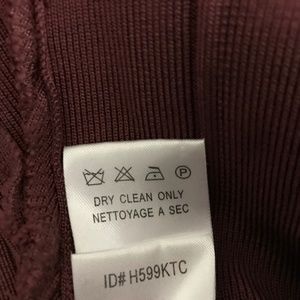 DRY CLEAN ONLY
NETTOYAGE A SEC
ID# H599KTC